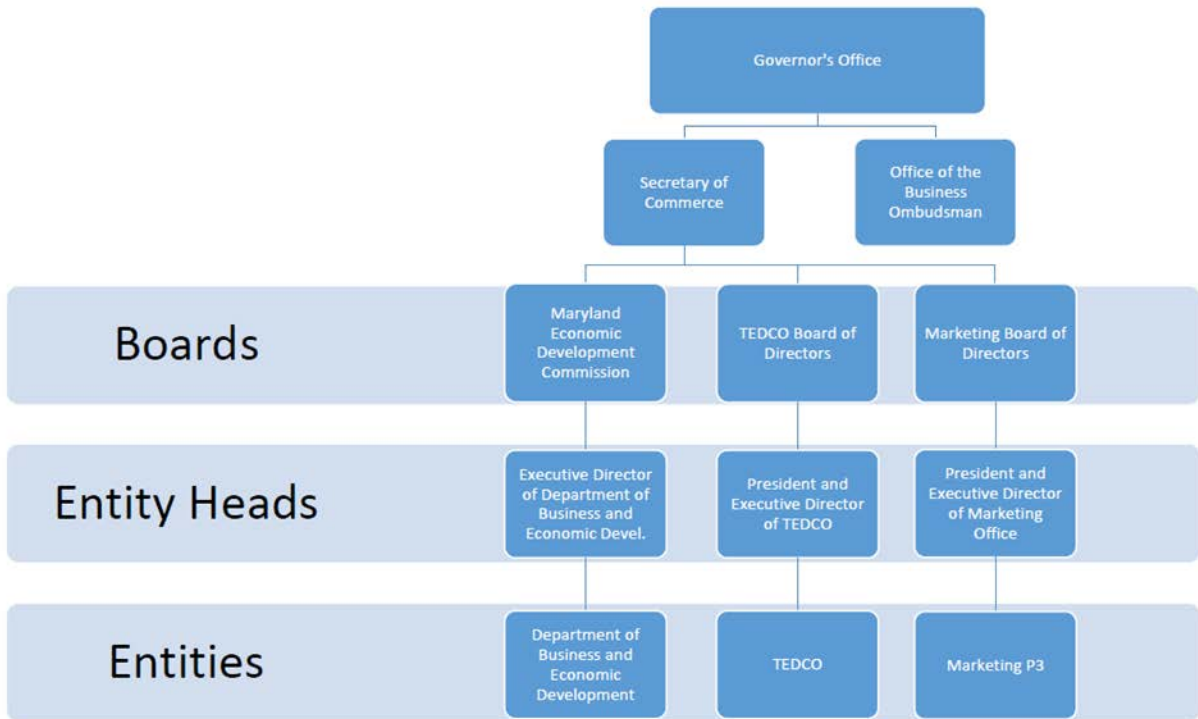 Governor's Office
Secretary of
Commerce
Office of the
Business
Ombudsman
Boards
Maryland
Economic
Development
Commission
TEDCO Board of
Directors
Marketing Board of
Directors
Entity Heads
Executive Director
of Department of
Business and
Economic Devel.
President and
Executive Director
of TEDCO
President and
Executive Director
of Marketing
Office
Entities
Department of
Business and
Economic
Development
TEDCO
Marketing P3